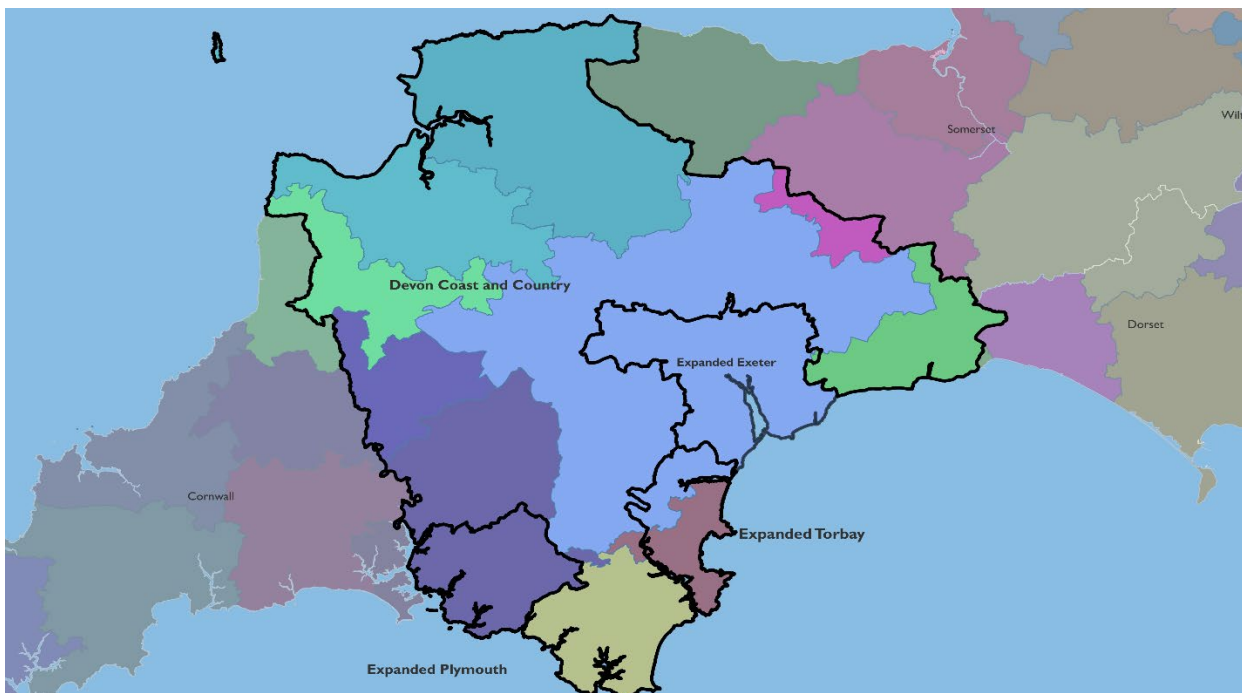 Somerset
Wil
Devon Coast and Country
Dorset
Expanded Exeter
Cornwall
Expanded Torbay
Expanded Plymouth